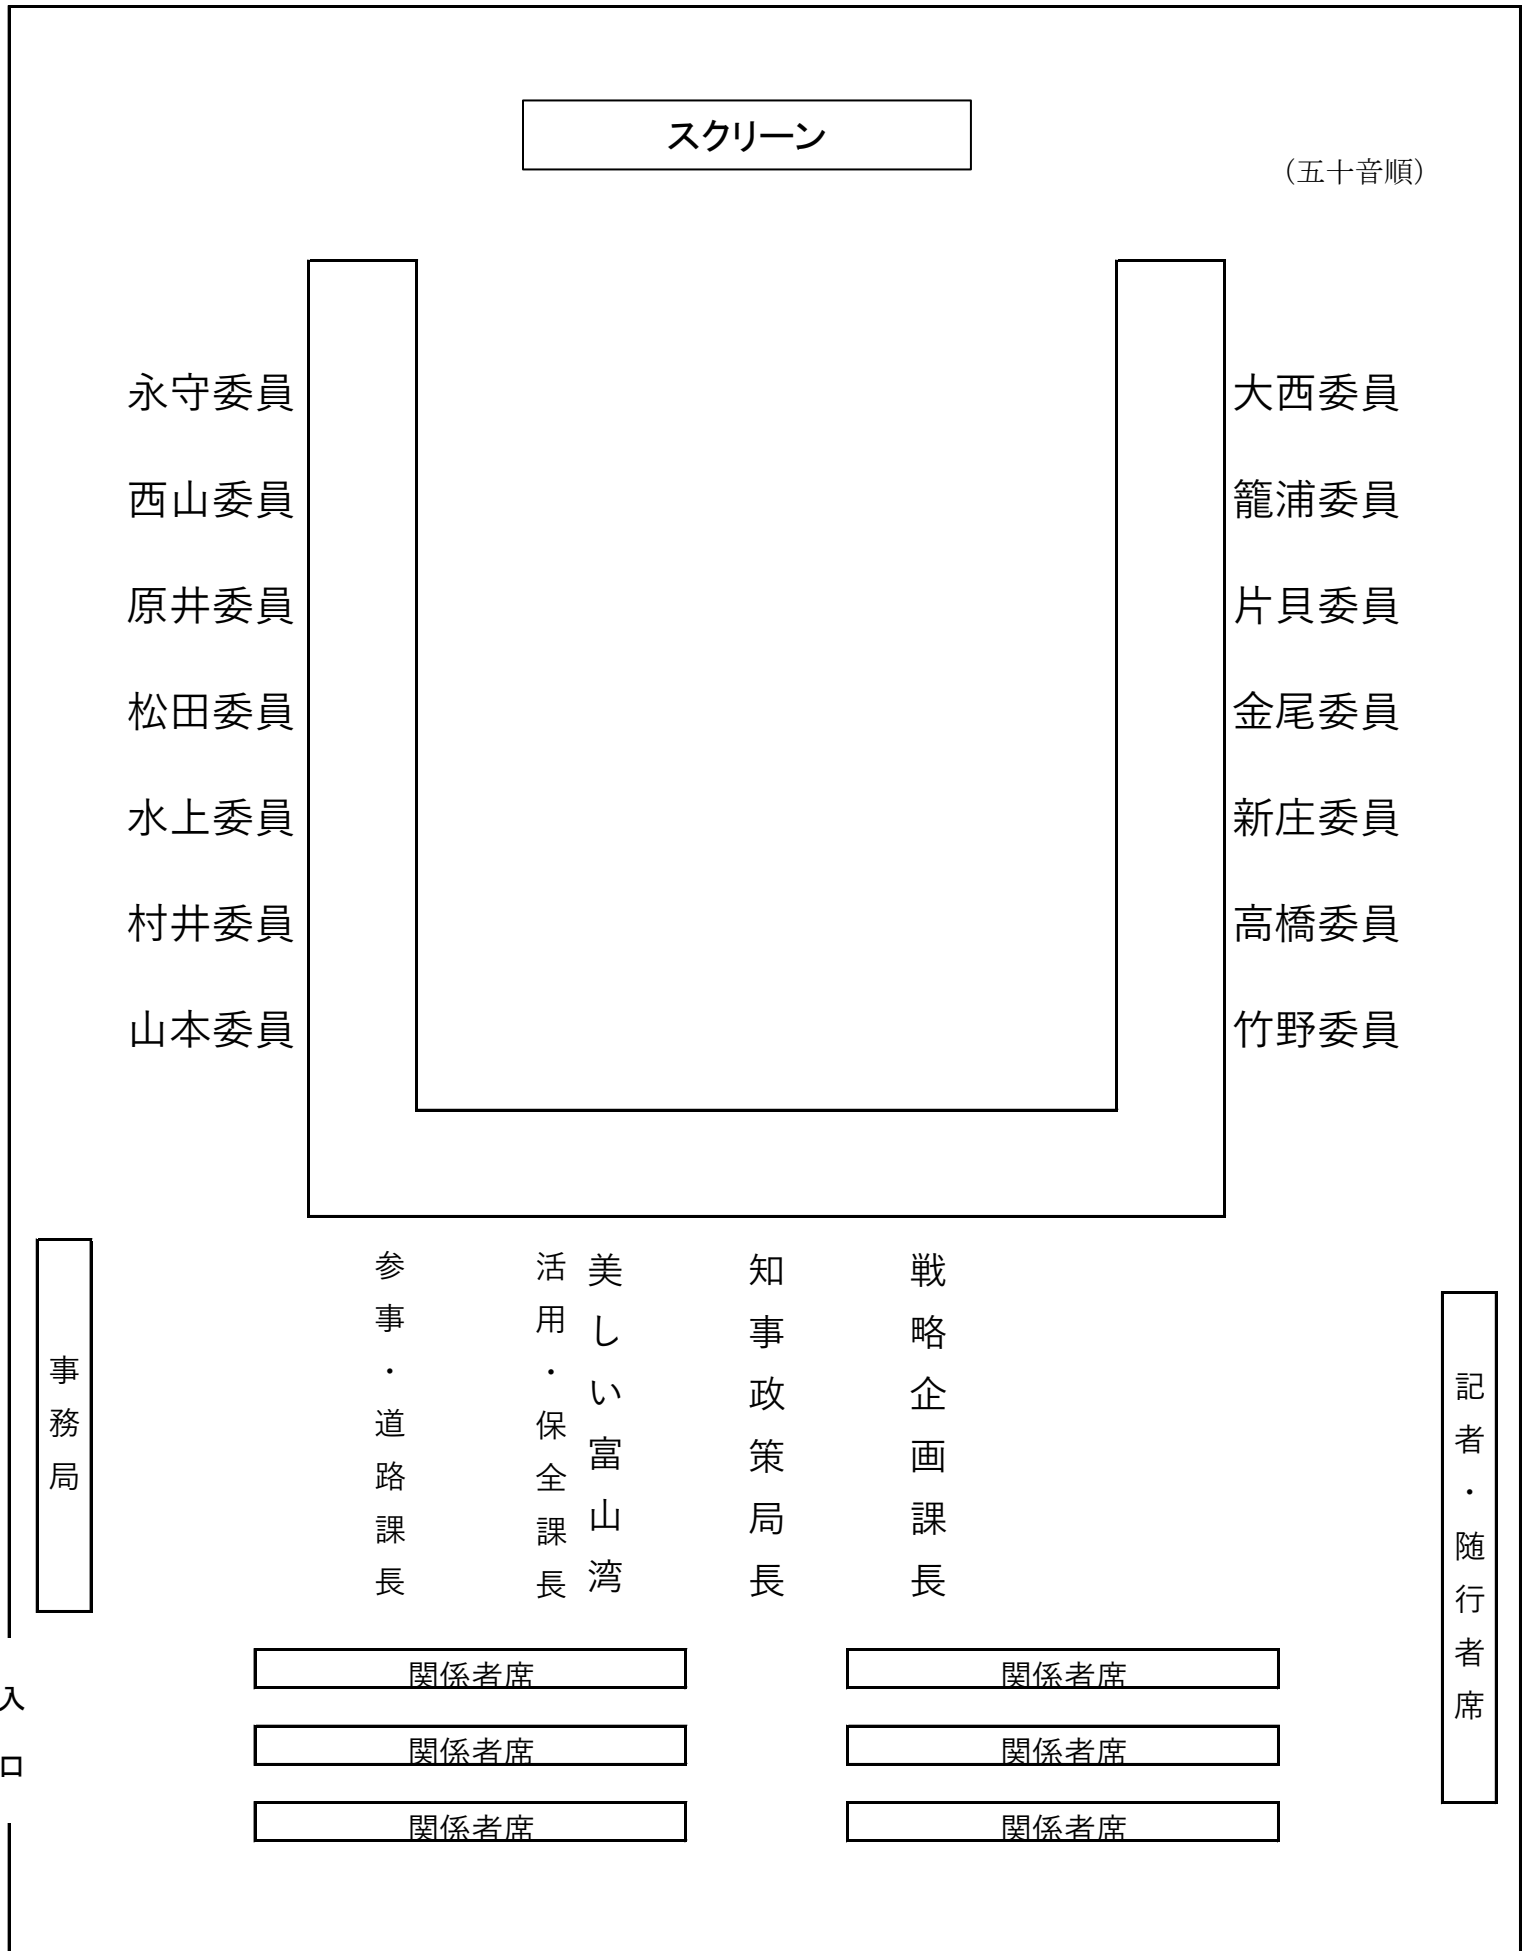 スクリーン
（五十音順）
永守委員
大西委員
西山委員
籠浦委員
原井委員
片貝委員
松田委員
金尾委員
水上委員
新庄委員
村井委員
高橋委員
山本委員
竹野委員
事務局
参事・道路課長
美しい富山湾
活用・保全課長
知事政策局長
戦略企画課長
記者・随行者席
入口
関係者席
関係者席
関係者席
関係者席
関係者席
関係者席